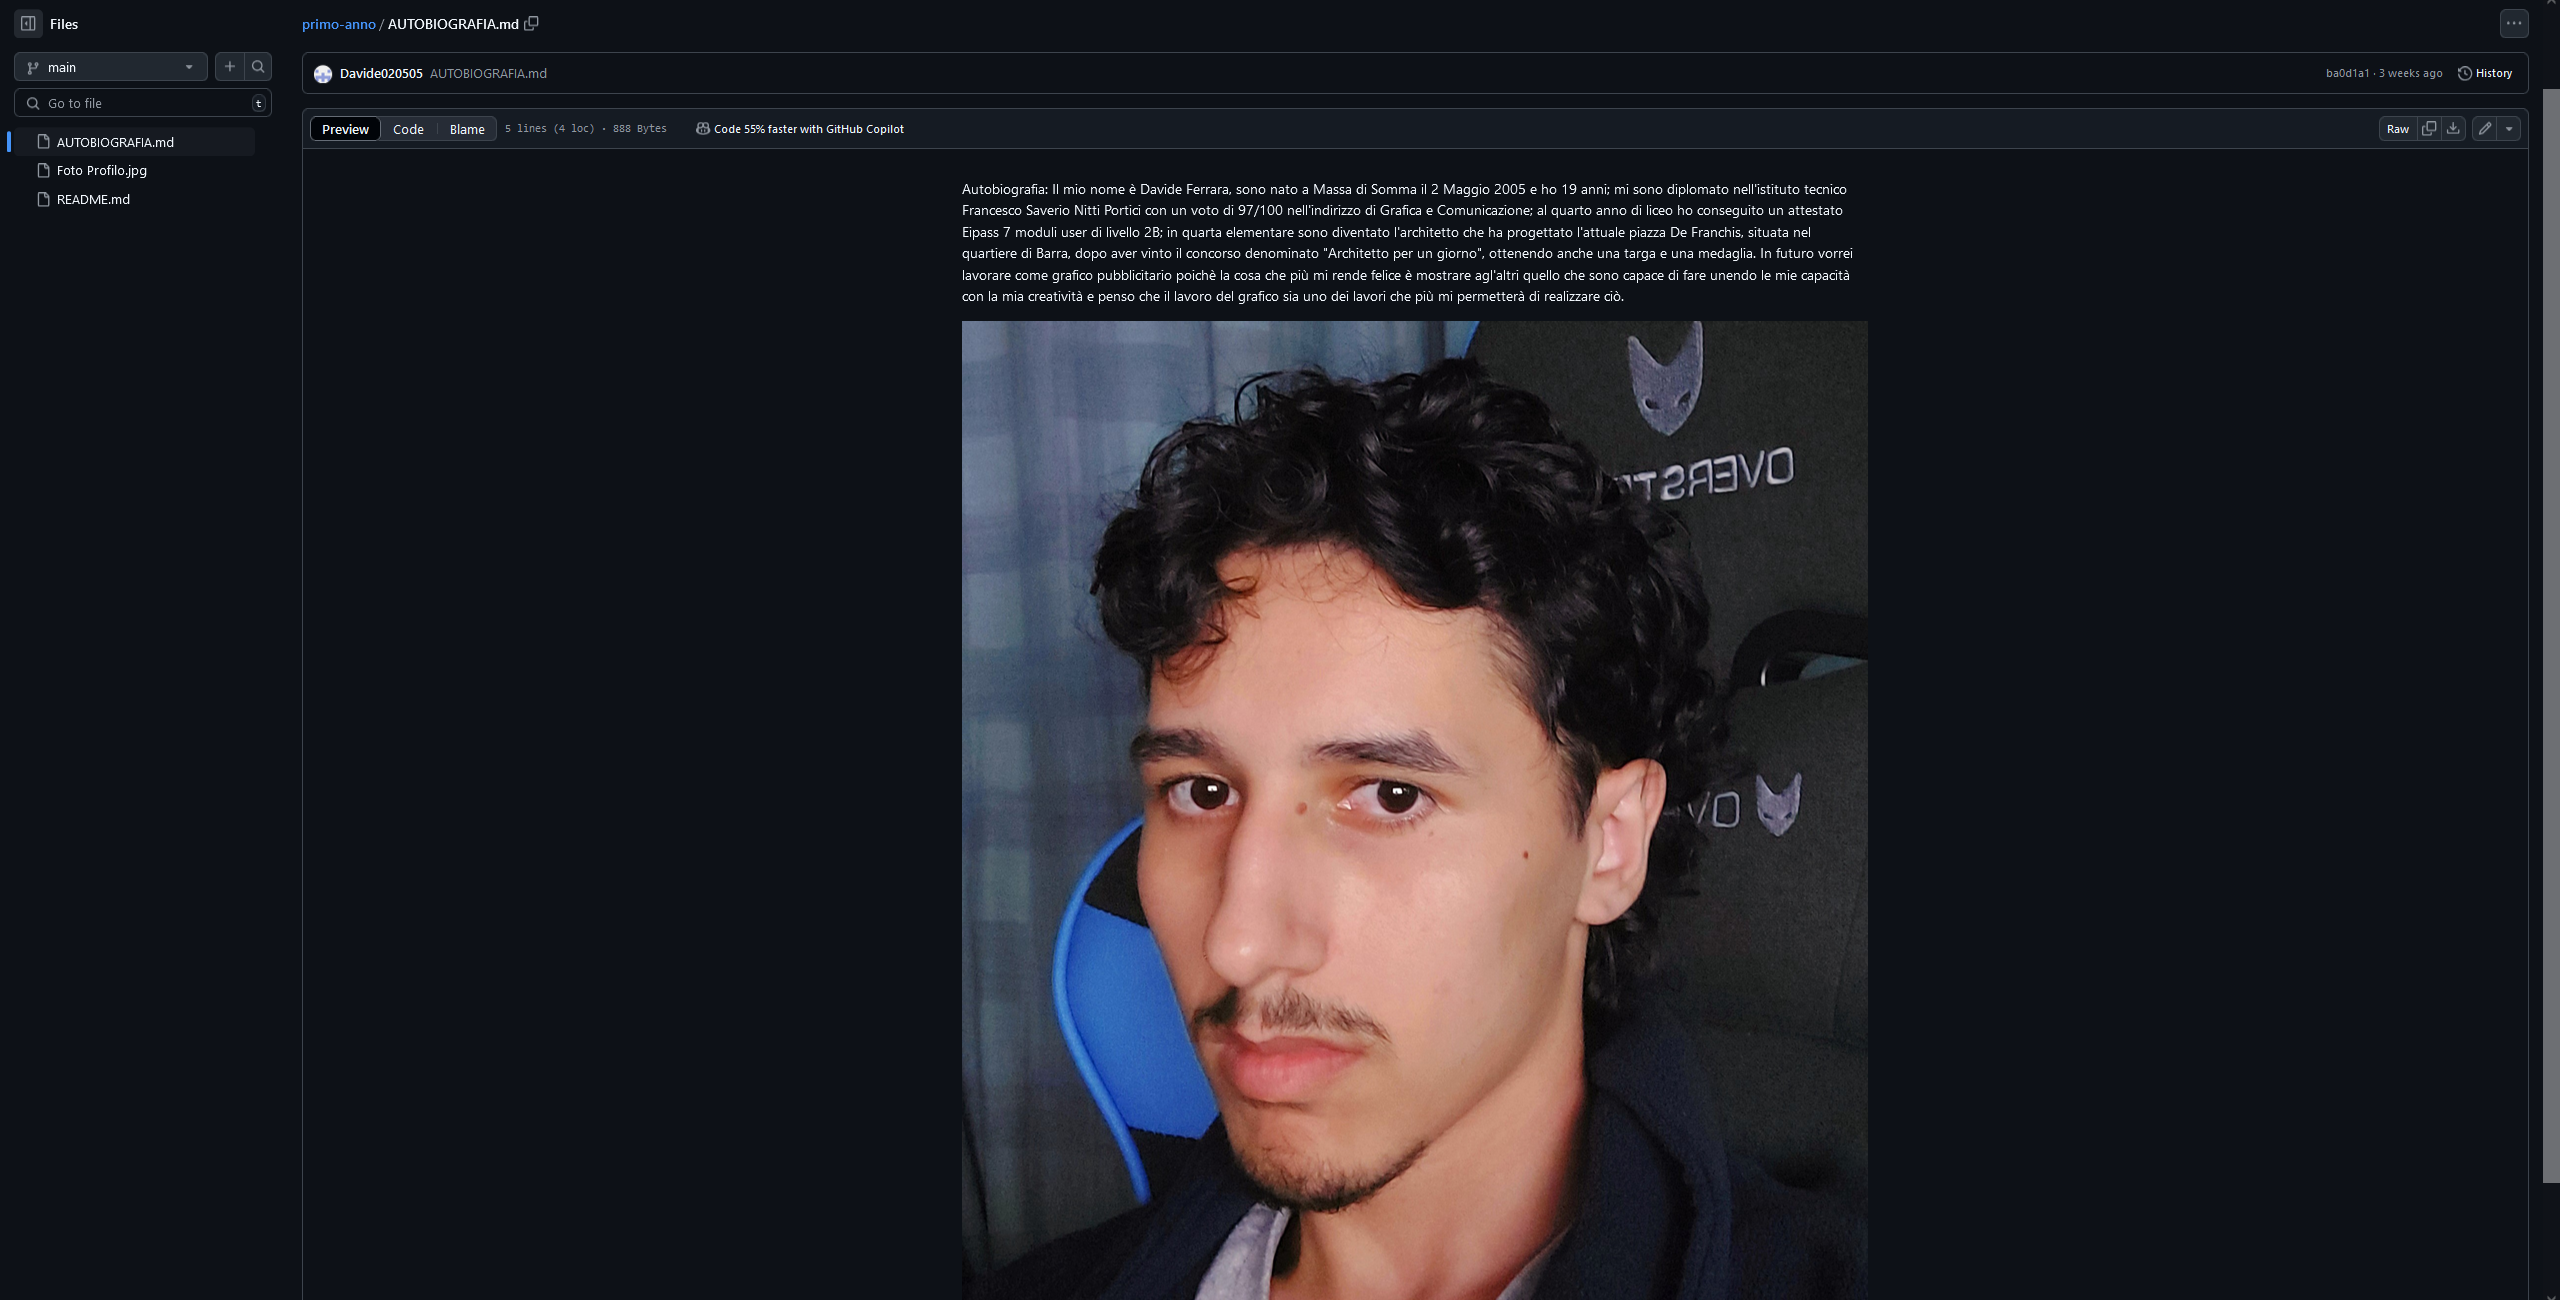 Files
primo-anno / AUTOBIOGRAFIA.md
main
Davide020505 AUTOBIOGRAFIA.md
ba0d1a1 · 3 weeks ago
History
Go to file
t
Preview
Code
Blame
5 lines (4 loc) · 888 Bytes
Code 55% faster with GitHub Copilot
Raw
AUTOBIOGRAFIA.md
Foto Profilo.jpg
README.md
Autobiografia: Il mio nome è Davide Ferrara, sono nato a Massa di Somma il 2 Maggio 2005 e ho 19 anni; mi sono diplomato nell'istituto tecnico
Francesco Saverio Nitti Portici con un voto di 97/100 nell'indirizzo di Grafica e Comunicazione; al quarto anno di liceo ho conseguito un attestato
Eipass 7 moduli user di livello 2B; in quarta elementare sono diventato l'architetto che ha progettato l'attuale piazza De Franchis, situata nel
quartiere di Barra, dopo aver vinto il concorso denominato "Architetto per un giorno", ottenendo anche una targa e una medaglia. In futuro vorrei
lavorare come grafico pubblicitario poichè la cosa che più mi rende felice è mostrare agl'altri quello che sono capace di fare unendo le mie capacità
con la mia creatività e penso che il lavoro del grafico sia uno dei lavori che più mi permetterà di realizzare ciò.
OVERST
OV